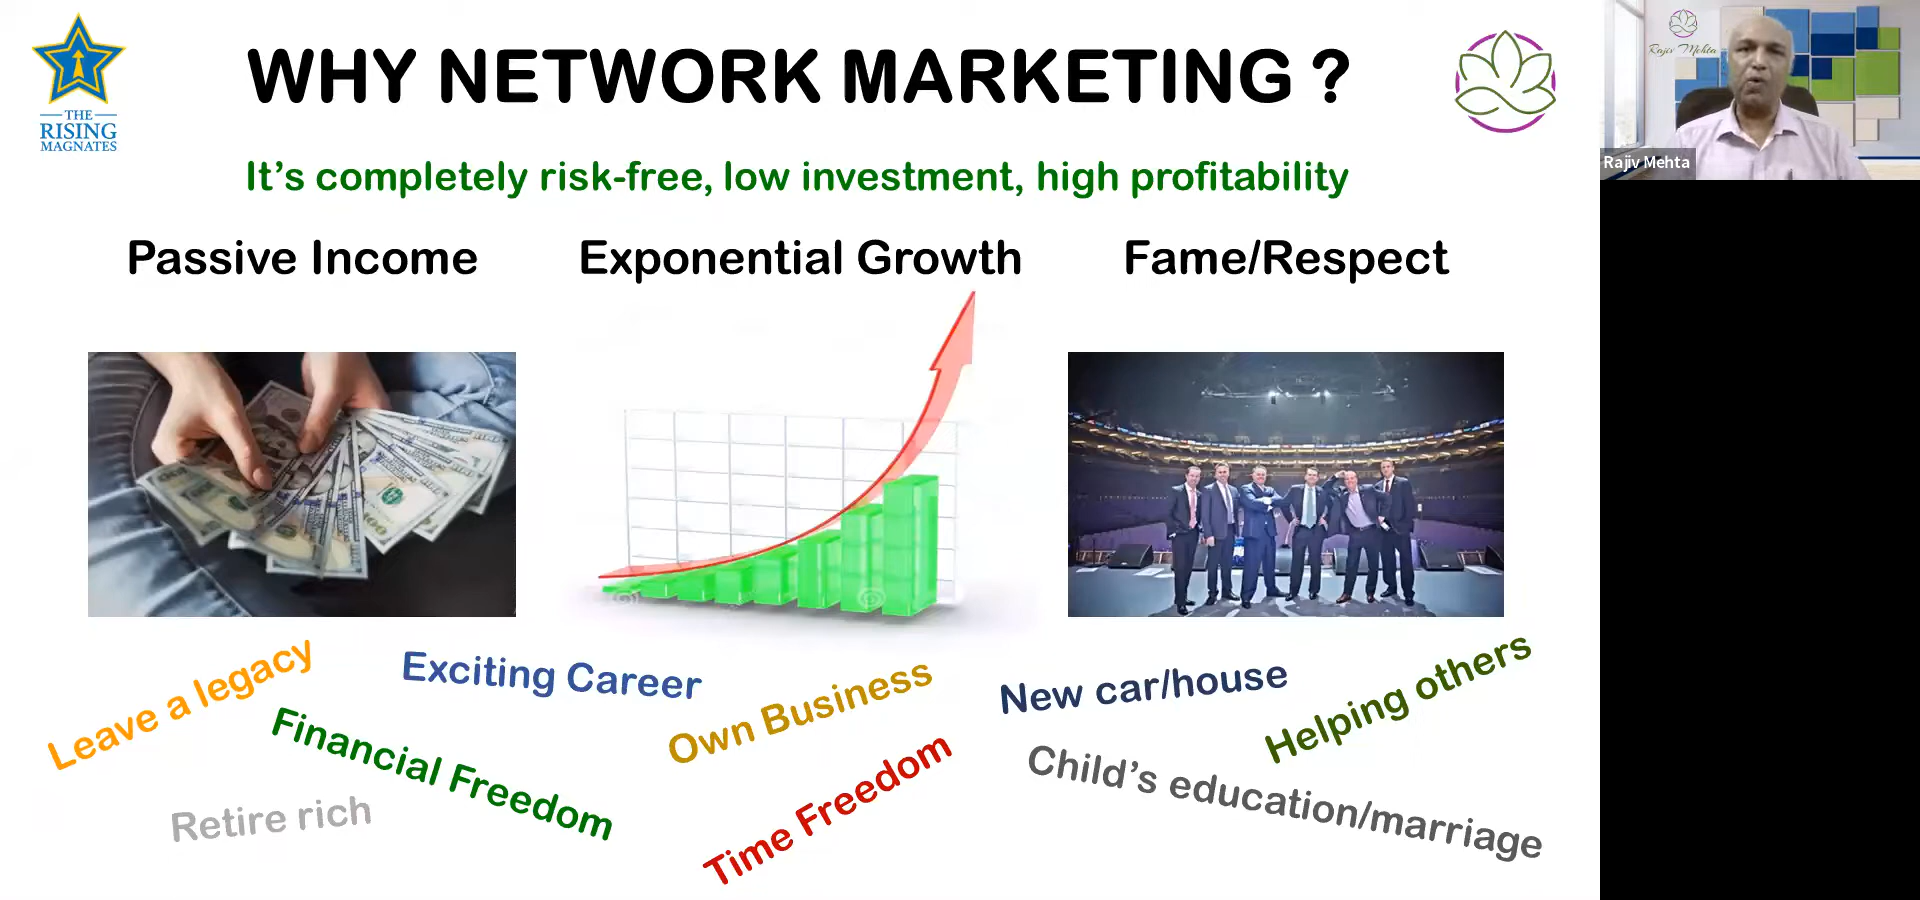 THE
RISING
MAGNATES
WHY NETWORK MARKETING ?
It's completely risk-free, low investment, high profitability
Passive Income
Exponential Growth
Fame/Respect
Leave a legacy
Exciting Career
Own Business
New car/house
Helping others
Financial Freedom
Retire rich
Time Freedom
Child's education/marriage
Rajiv Mehta
Rajiv Mehta